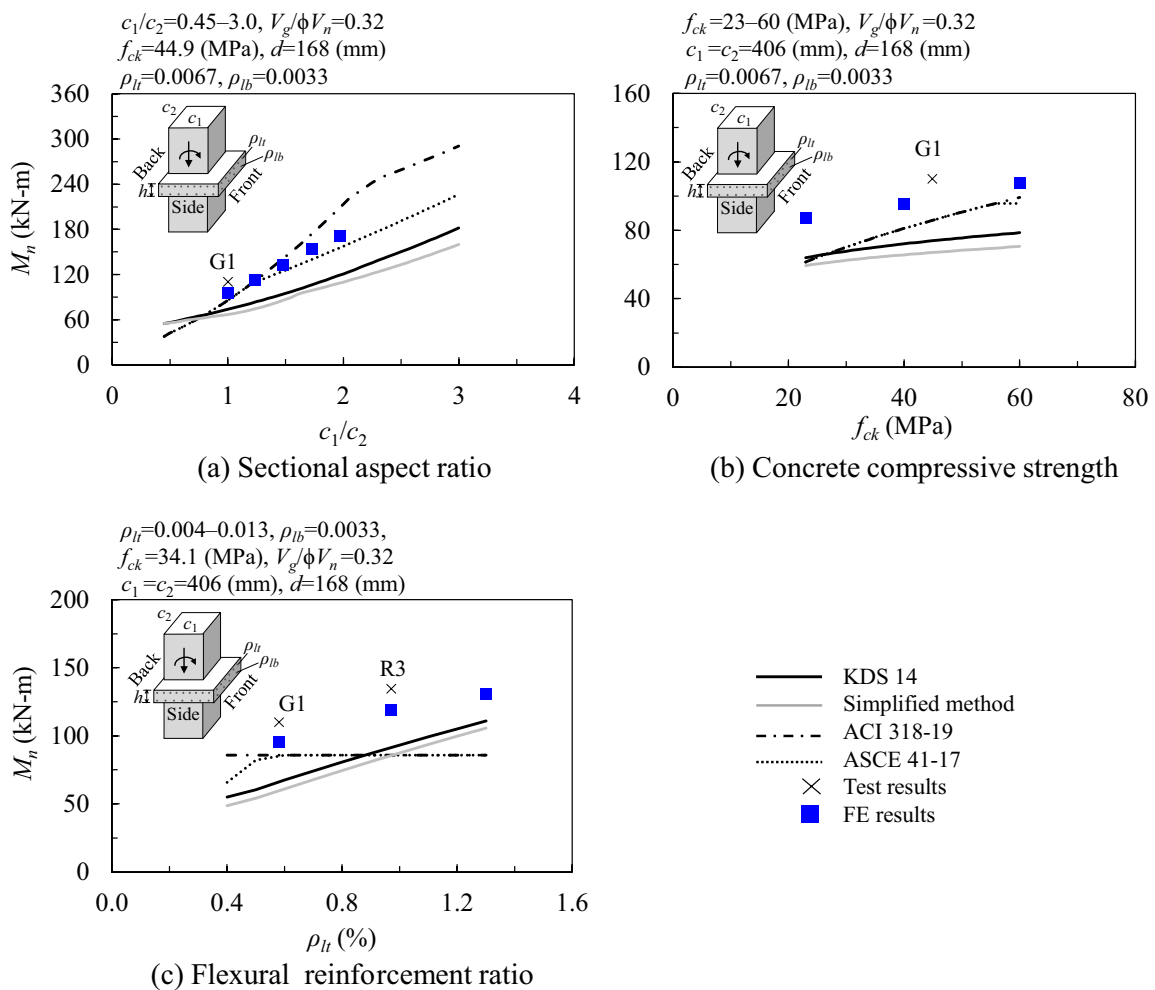 c1/c2=0.45–3.0, Vg/ϕVn=0.32
fck=44.9 (MPa), d=168 (mm)
ρlt=0.0067, ρlb=0.0033
360
300
240
180
120
60
0
Mn (kN-m)
c2
c1
ρlt
ρlb
Back
Front
h
Side
G1
0
1
2
3
4
c1/c2
(a) Sectional aspect ratio
fck=23–60 (MPa), Vg/ϕVn=0.32
c1=c2=406 (mm), d=168 (mm)
ρlt=0.0067, ρlb=0.0033
160
120
80
40
0
c2
c1
ρlt
ρlb
Back
Front
h
Side
G1
0
20
40
60
80
fck (MPa)
(b) Concrete compressive strength
ρlt=0.004–0.013, ρlb=0.0033,
fck=34.1 (MPa), Vg/ϕVn=0.32
c1=c2=406 (mm), d=168 (mm)
200
150
100
50
0
Mn (kN-m)
c2
c1
ρlt
ρlb
Back
Front
h
Side
G1
R3
0.0
0.4
0.8
1.2
1.6
ρlt (%)
(c) Flexural reinforcement ratio
KDS 14
Simplified method
ACI 318-19
ASCE 41-17
Test results
FE results